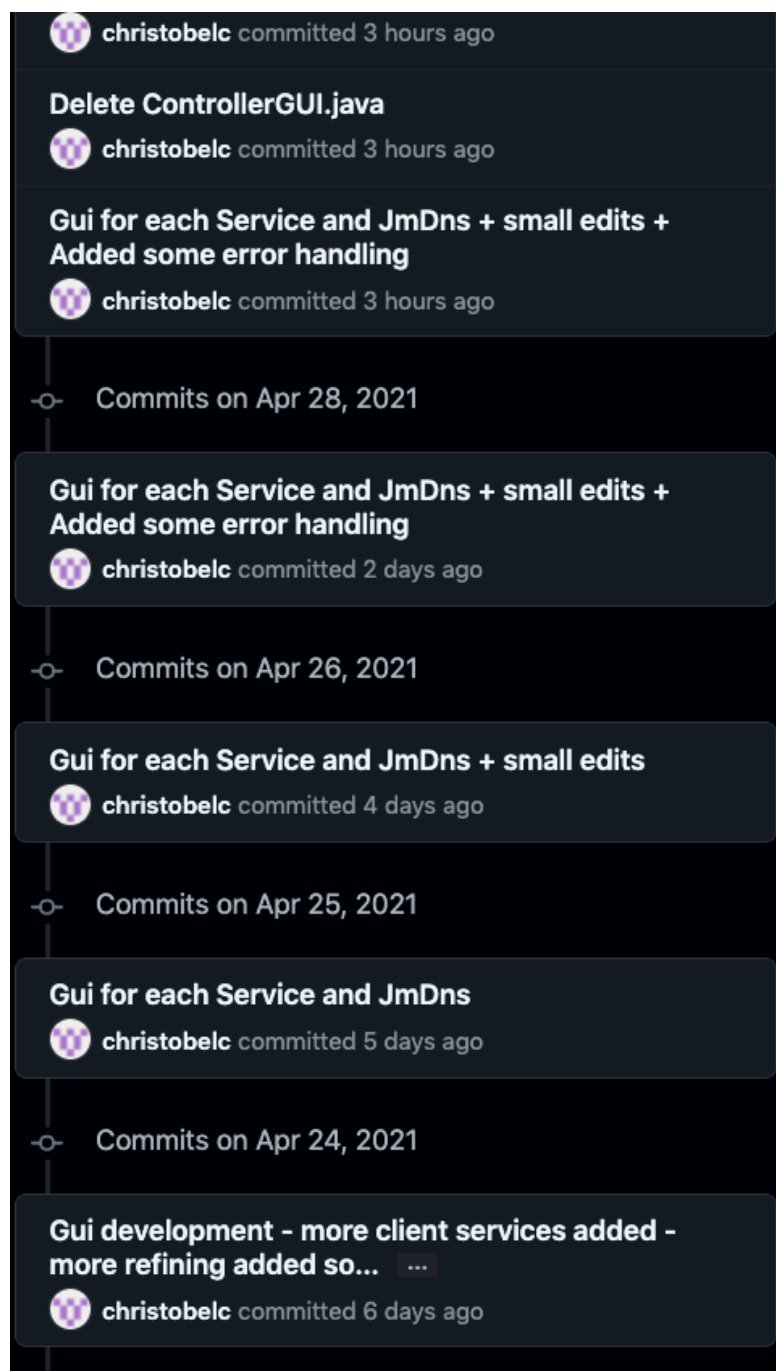 christobelc committed 3 hours ago
Delete ControllerGUI.java
christobelc committed 3 hours ago
Gui for each Service and JmDns + small edits +
Added some error handling
christobelc committed 3 hours ago
Commits on Apr 28, 2021
Gui for each Service and JmDns + small edits +
Added some error handling
christobelc committed 2 days ago
Commits on Apr 26, 2021
Gui for each Service and JmDns + small edits
christobelc committed 4 days ago
Commits on Apr 25, 2021
Gui for each Service and JmDns
christobelc committed 5 days ago
Commits on Apr 24, 2021
Gui development - more client services added -
more refining added so... ...
christobelc committed 6 days ago